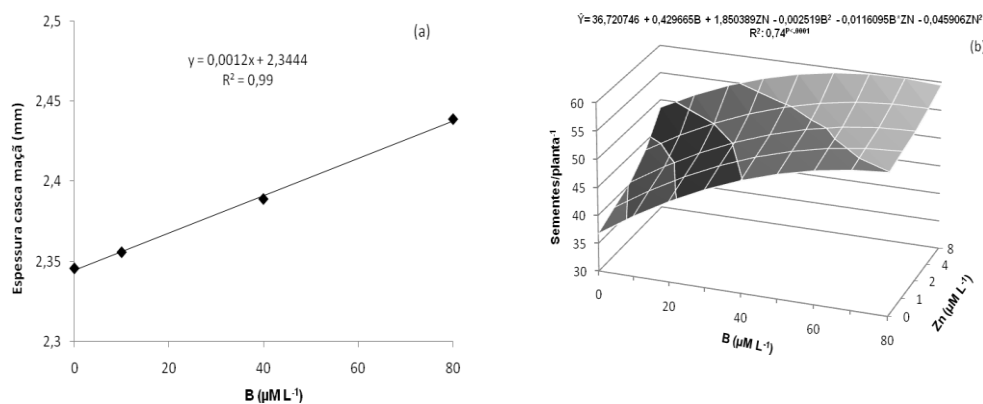 (a)
y = 0,0012x + 2,3444
R² = 0,99
2,5
2,45
2,4
2,35
2,3
Espessura casca maçã (mm)
0 20 40 60 80
B (µM L⁻¹)
Ŷ= 36,720746 + 0,429665B + 1,850389ZN - 0,002519B² - 0,0116095B*ZN - 0,045906ZN²
R²: 0,74ᴾ<·⁰⁰⁰¹
(b)
60
55
50
45
40
35
30
Sementes/planta⁻¹
0 20 40 60 80
B (µM L⁻¹)
8
4
2
1
0
Zn (µM L⁻¹)